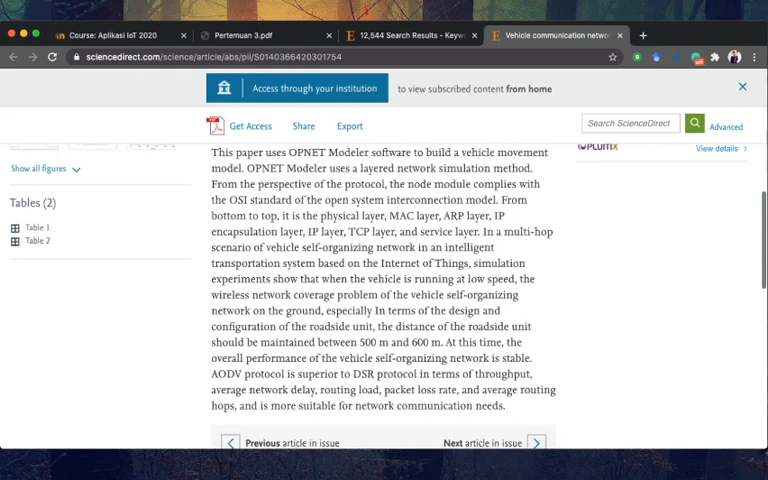 Course: Aplikasi IoT 2020
Pertemuan 3.pdf
12,544 Search Results - Keyw
Vehicle communication netwo
sciencedirect.com/science/article/abs/pii/S0140366420301754
Access through your institution
to view subscribed content from home
Get Access
Share
Export
Search ScienceDirect
Advanced
Show all figures
Tables (2)
Table 1
Table 2
This paper uses OPNET Modeler software to build a vehicle movement
model. OPNET Modeler uses a layered network simulation method.
From the perspective of the protocol, the node module complies with
the OSI standard of the open system interconnection model. From
bottom to top, it is the physical layer, MAC layer, ARP layer, IP
encapsulation layer, IP layer, TCP layer, and service layer. In a multi-hop
scenario of vehicle self-organizing network in an intelligent
transportation system based on the Internet of Things, simulation
experiments show that when the vehicle is running at low speed, the
wireless network coverage problem of the vehicle self-organizing
network on the ground, especially In terms of the design and
configuration of the roadside unit, the distance of the roadside unit
should be maintained between 500 m and 600 m. At this time, the
overall performance of the vehicle self-organizing network is stable.
AODV protocol is superior to DSR protocol in terms of throughput,
average network delay, routing load, packet loss rate, and average routing
hops, and is more suitable for network communication needs.
PLUMX
View details
Previous article in issue
Next article in issue